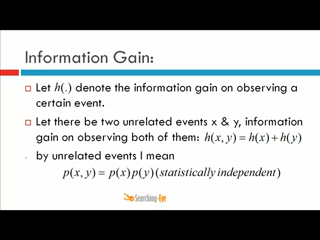 Information Gain:
Let h(.) denote the information gain on observing a
certain event.
Let there be two unrelated events x & y, information
gain on observing both of them: h(x, y) = h(x) + h(y)
by unrelated events I mean
p(x, y) = p(x)p(y)(statistically independent)
Searching-Eye